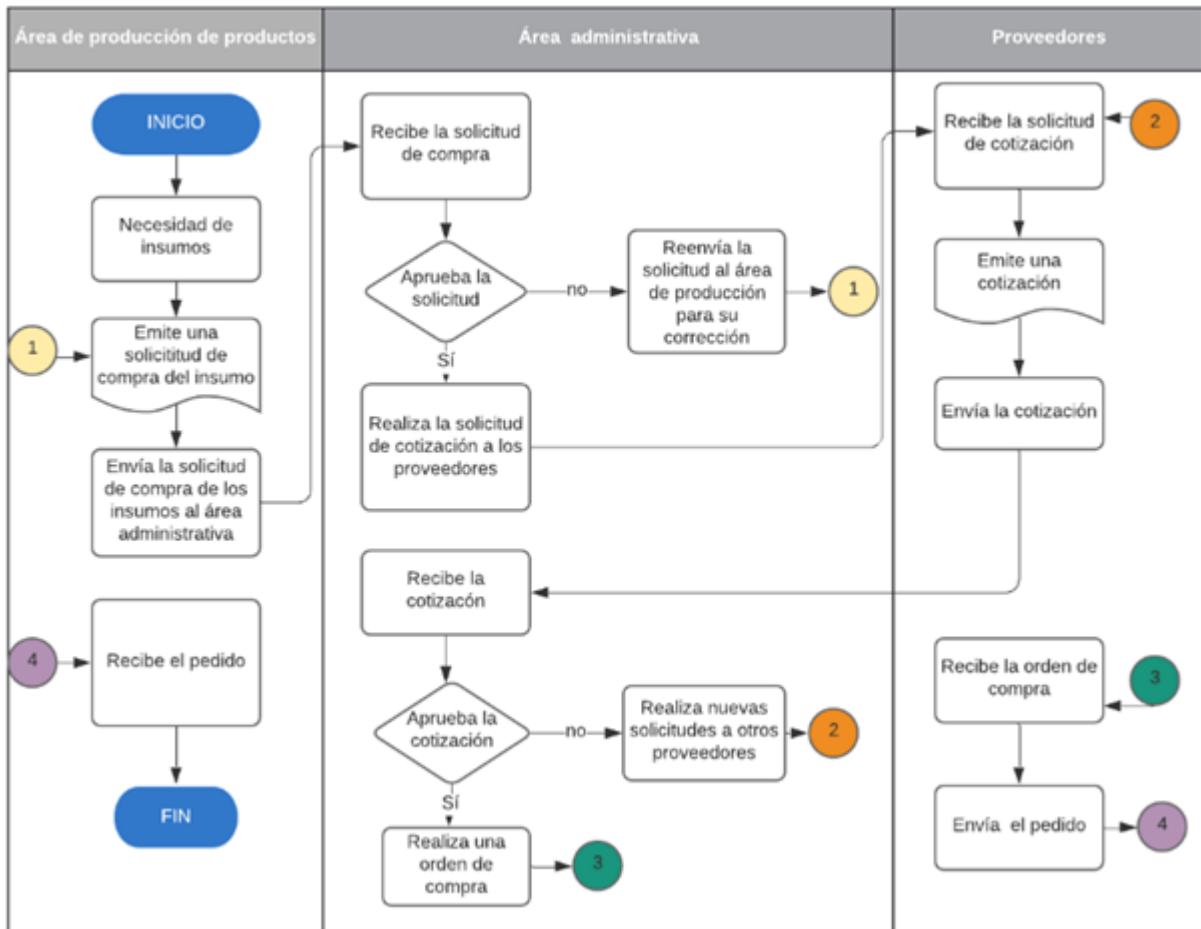 Área de producción de productos
Área administrativa
Proveedores
INICIO
Necesidad de
insumos
1
Emite una
solicititud de
compra del insumo
Envía la solicitud
de compra de los
insumos al área
administrativa
4
Recibe el pedido
FIN
Recibe la solicitud
de compra
Aprueba la
solicitud
no
Reenvía la
solicitud al área
de producción
para su
corrección
1
Sí
Realiza la solicitud
de cotización a los
proveedores
Recibe la
cotizacón
Aprueba la
cotización
no
Realiza nuevas
solicitudes a otros
proveedores
2
Sí
Realiza una
orden de
compra
3
Recibe la solicitud
de cotización
2
Emite una
cotización
Envía la cotización
Recibe la orden de
compra
3
Envía el pedido
4